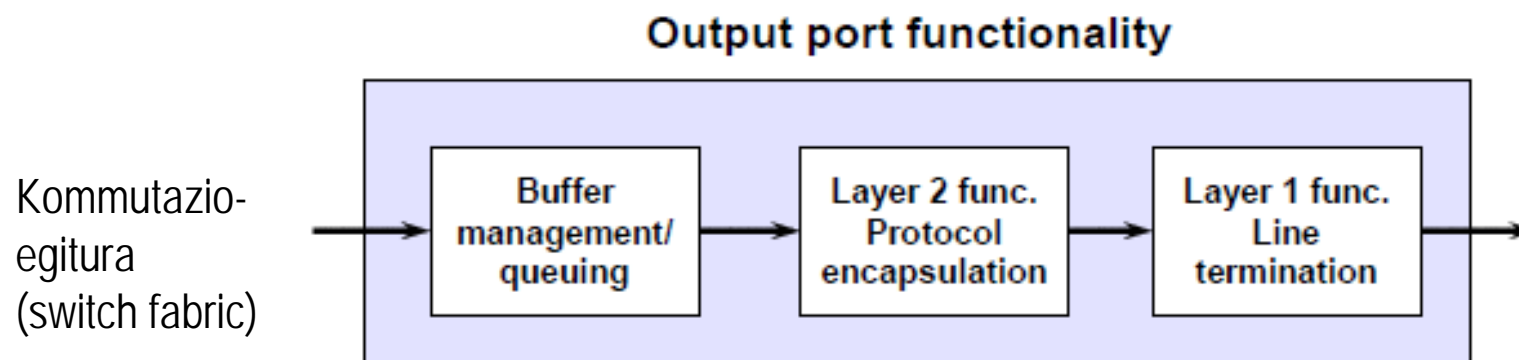 Output port functionality
Kommutazio-
egitura
(switch fabric)
Buffer
management/
queuing
Layer 2 func.
Protocol
encapsulation
Layer 1 func.
Line
termination